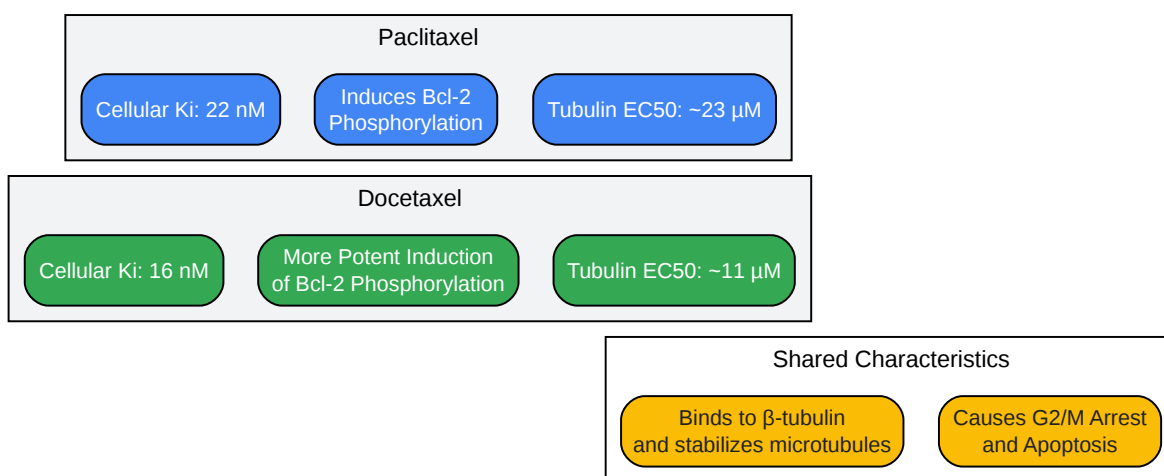 Paclitaxel
Cellular Ki: 22 nM
Induces Bcl-2
Phosphorylation
Tubulin EC50: ~23 µM
Docetaxel
Cellular Ki: 16 nM
More Potent Induction
of Bcl-2 Phosphorylation
Tubulin EC50: ~11 µM
Shared Characteristics
Binds to β-tubulin
and stabilizes microtubules
Causes G2/M Arrest
and Apoptosis